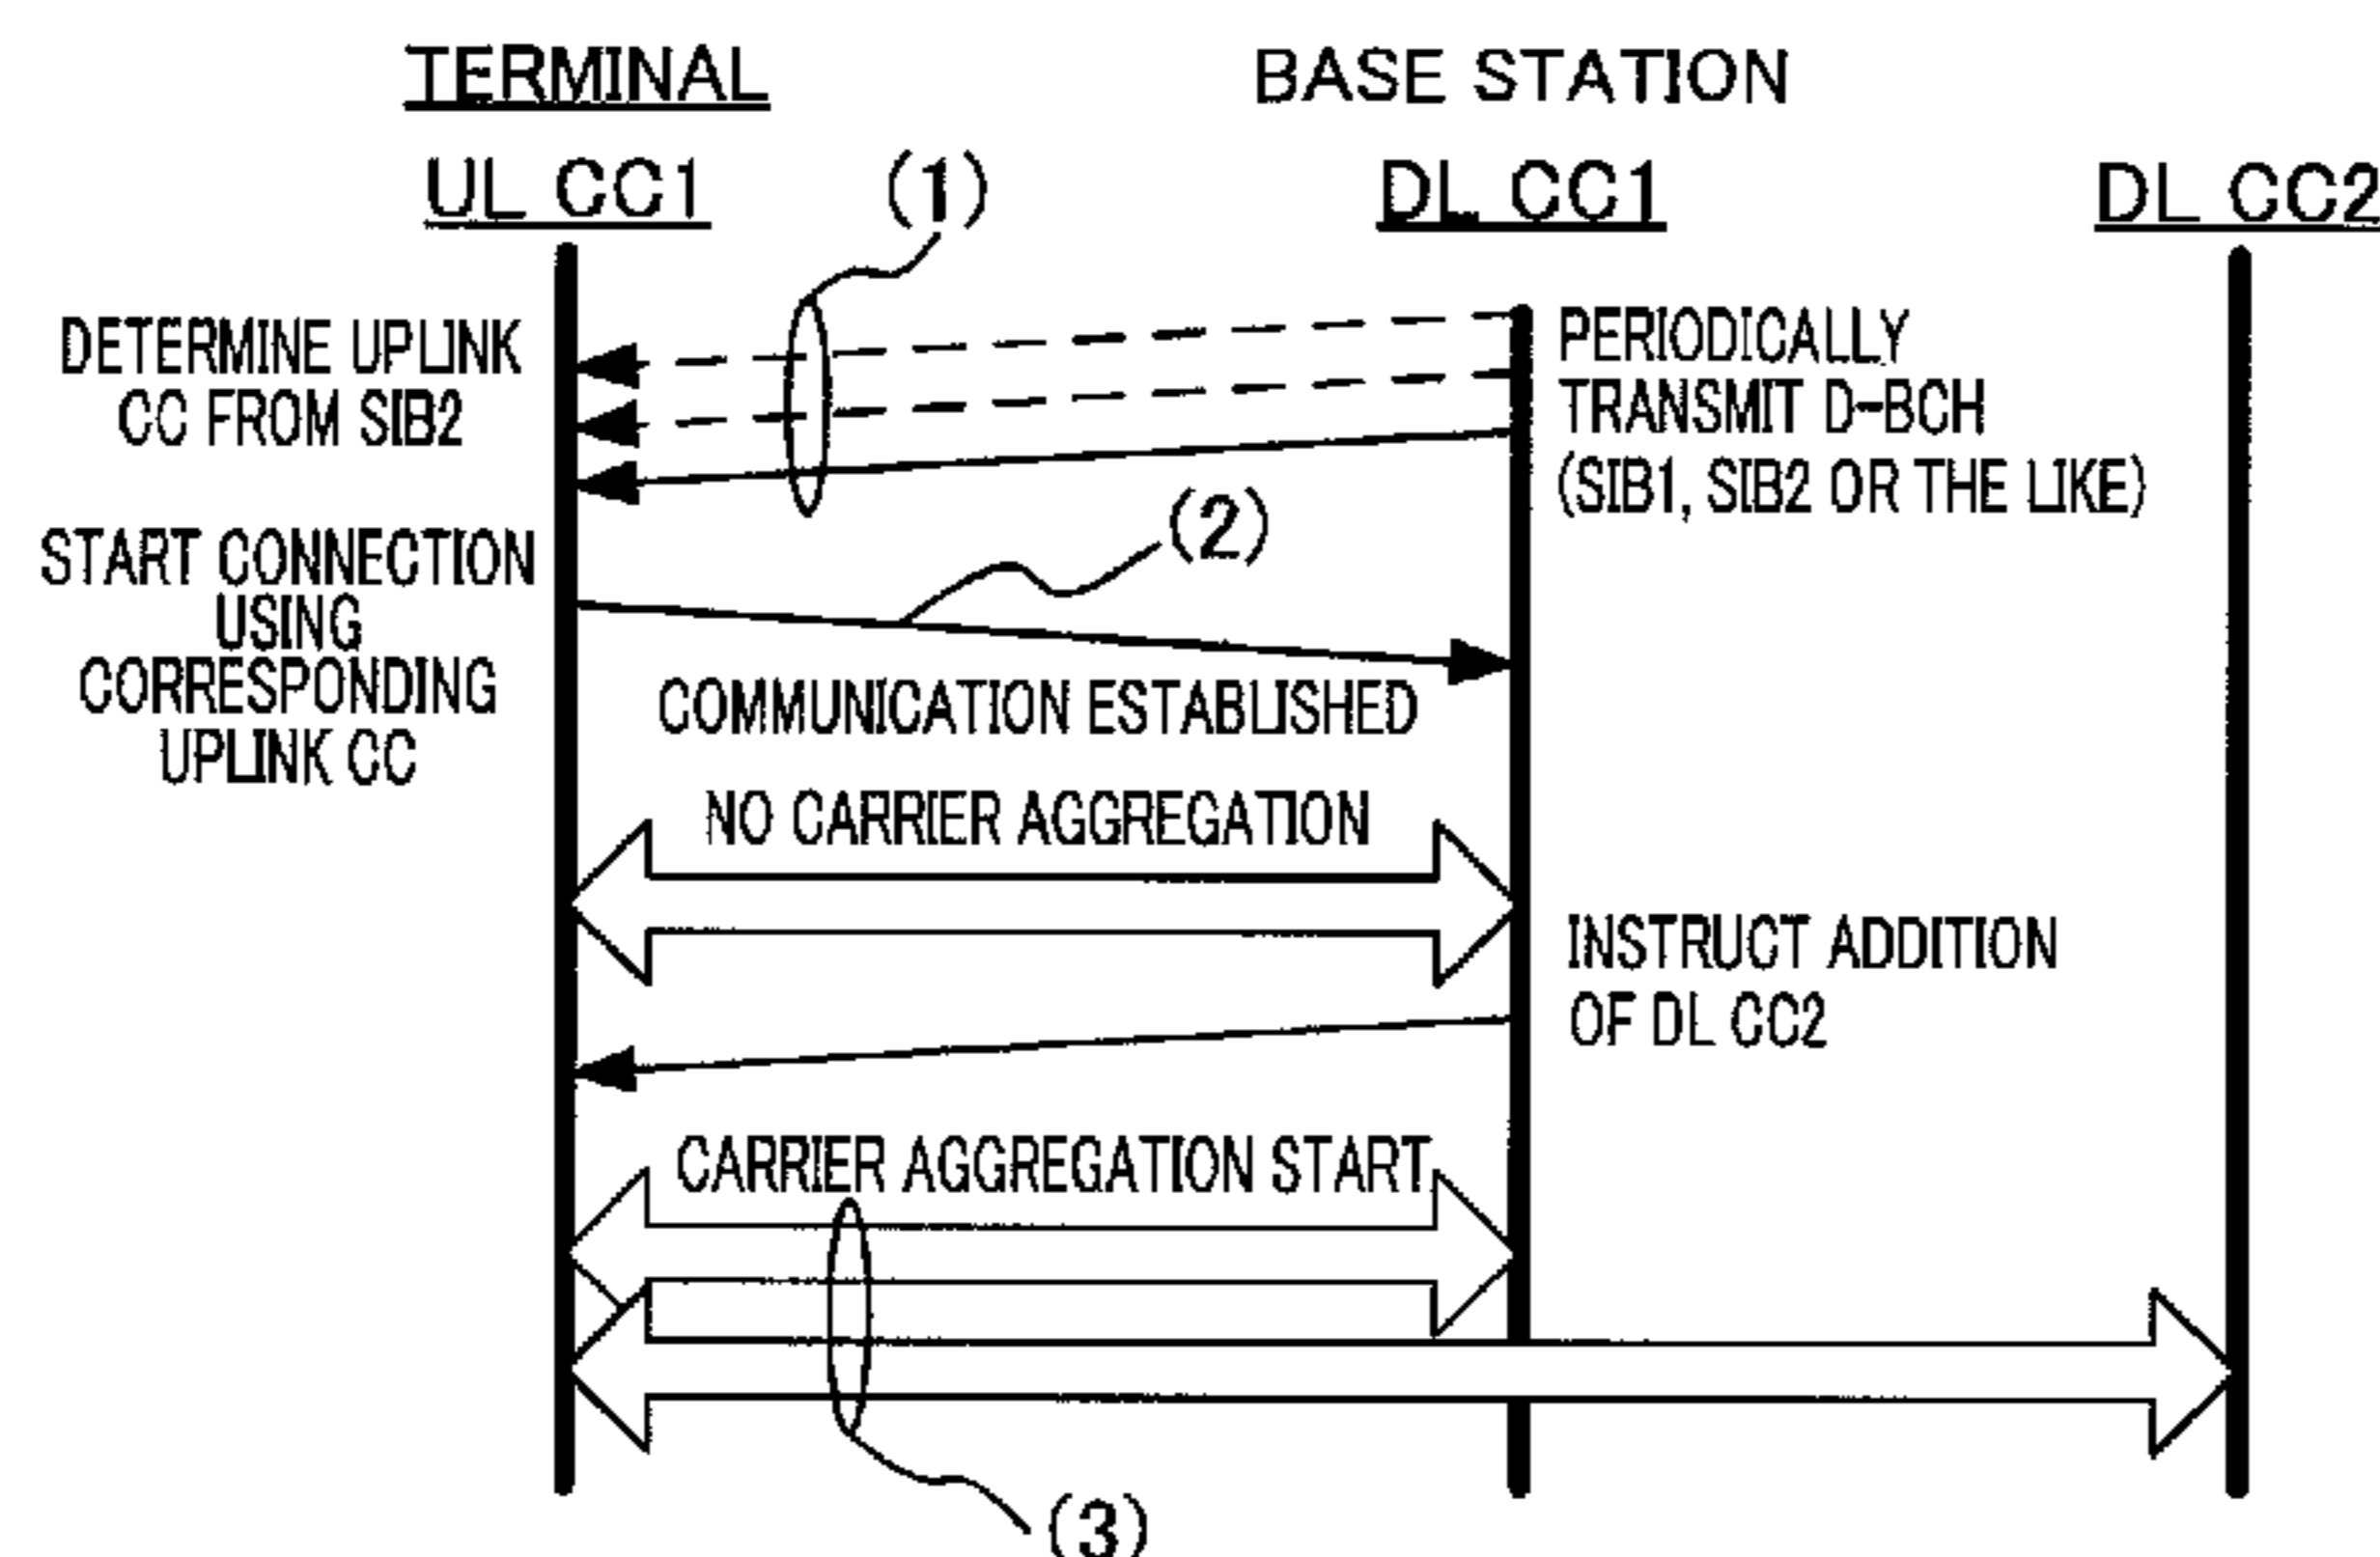 TERMINAL
BASE STATION
UL CC1
(1)
DL CC1
DL CC2
DETERMINE UPLINK
CC FROM SIB2
PERIODICALLY
TRANSMIT D-BCH
(SIB1, SIB2 OR THE LIKE)
START CONNECTION
USING
CORRESPONDING
UPLINK CC
(2)
COMMUNICATION ESTABLISHED
NO CARRIER AGGREGATION
INSTRUCT ADDITION
OF DL CC2
CARRIER AGGREGATION START
(3)